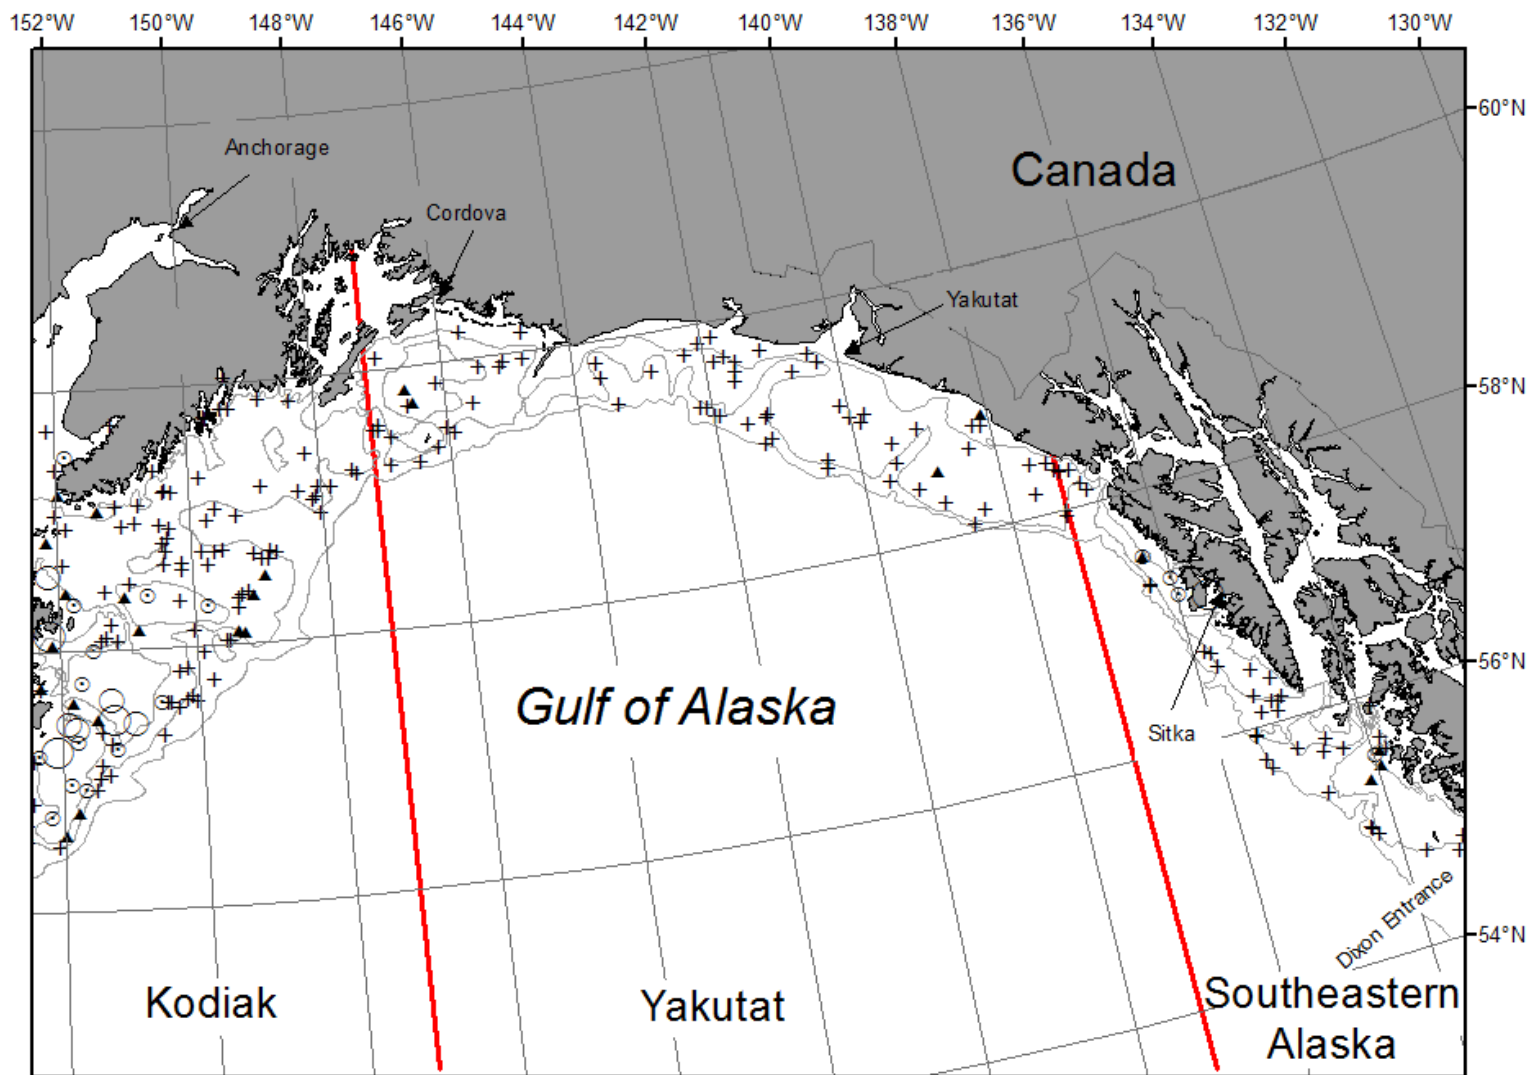 152°W 150°W 148°W 146°W 144°W 142°W 140°W 138°W 136°W 134°W 132°W 130°W
60°N
Anchorage
Canada
Cordova
Yakutat
58°N
56°N
Gulf of Alaska
Sitka
Dixon Entrance
54°N
Kodiak
Yakutat
Southeastern
Alaska